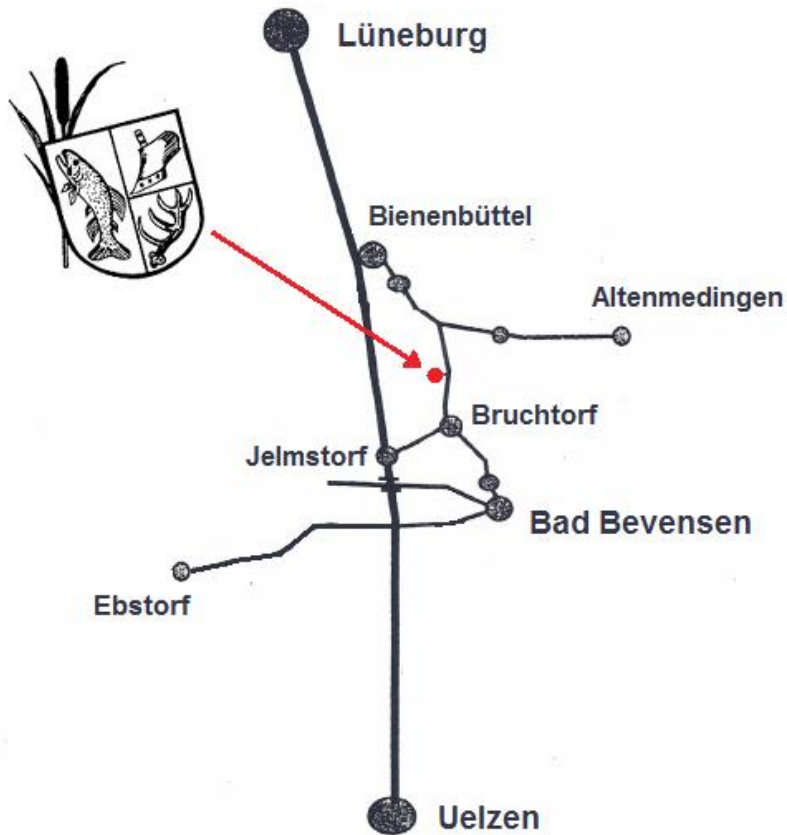 Lüneburg
Bienenbüttel
Altenmedingen
Bruchtorf
Jelmstorf
Bad Bevensen
Ebstorf
Uelzen